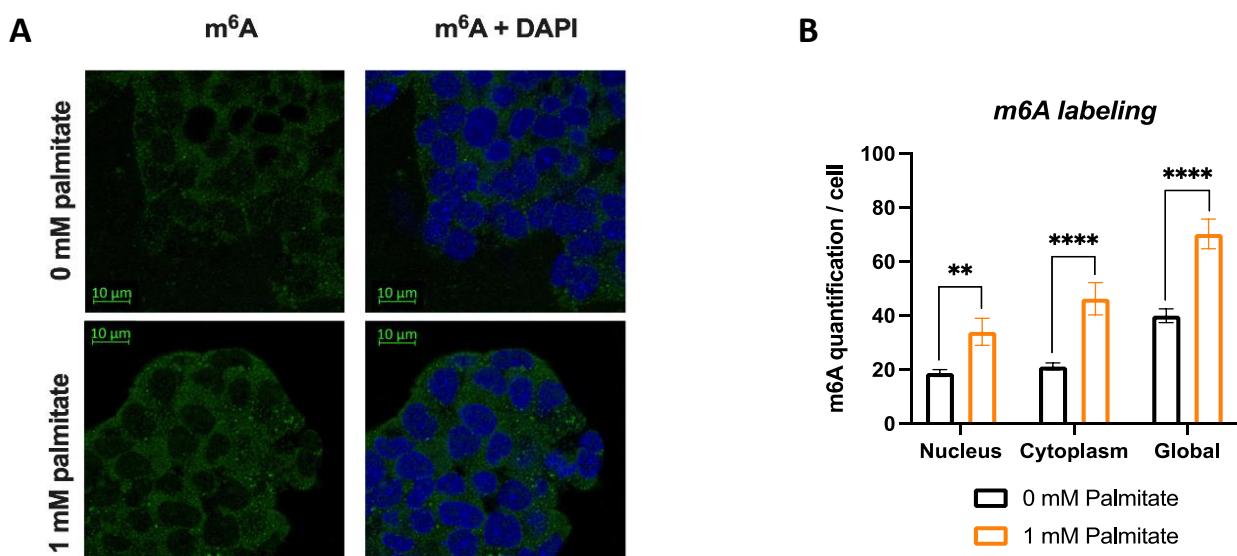 A
m⁶A
m⁶A + DAPI
0 mM palmitate
10 µm
10 µm
1 mM palmitate
10 µm
10 µm
B
m6A labeling
m6A quantification / cell
100
80
60
40
20
0
**
****
****
Nucleus Cytoplasm Global
0 mM Palmitate
1 mM Palmitate